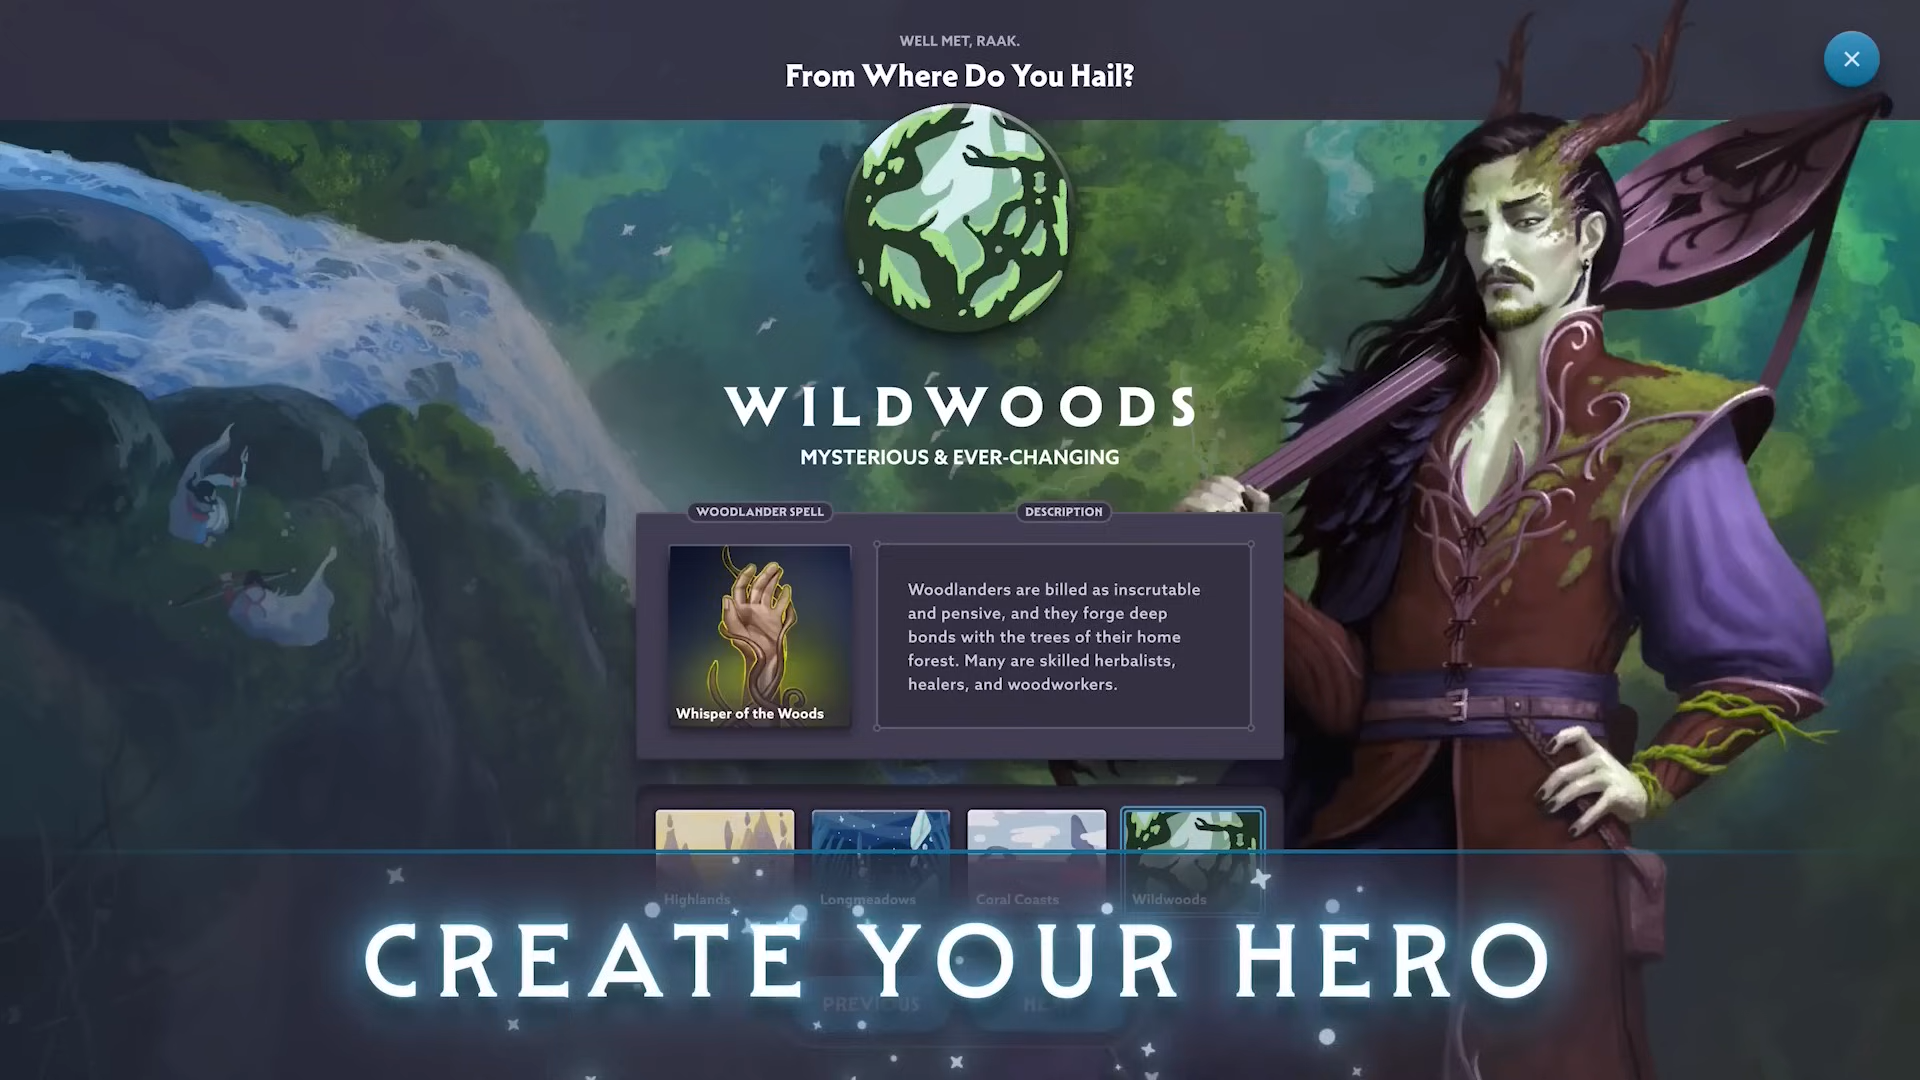 WELL MET, RAAK.
From Where Do You Hail?
WILDWOODS
MYSTERIOUS & EVER-CHANGING
WOODLANDER SPELL
DESCRIPTION
Whisper of the Woods
Woodlanders are billed as inscrutable
and pensive, and they forge deep
bonds with the trees of their home
forest. Many are skilled herbalists,
healers, and woodworkers.
Highlands
Longmeadows
Coral Coasts
Wildwoods
CREATE YOUR HERO
PREVIOUS